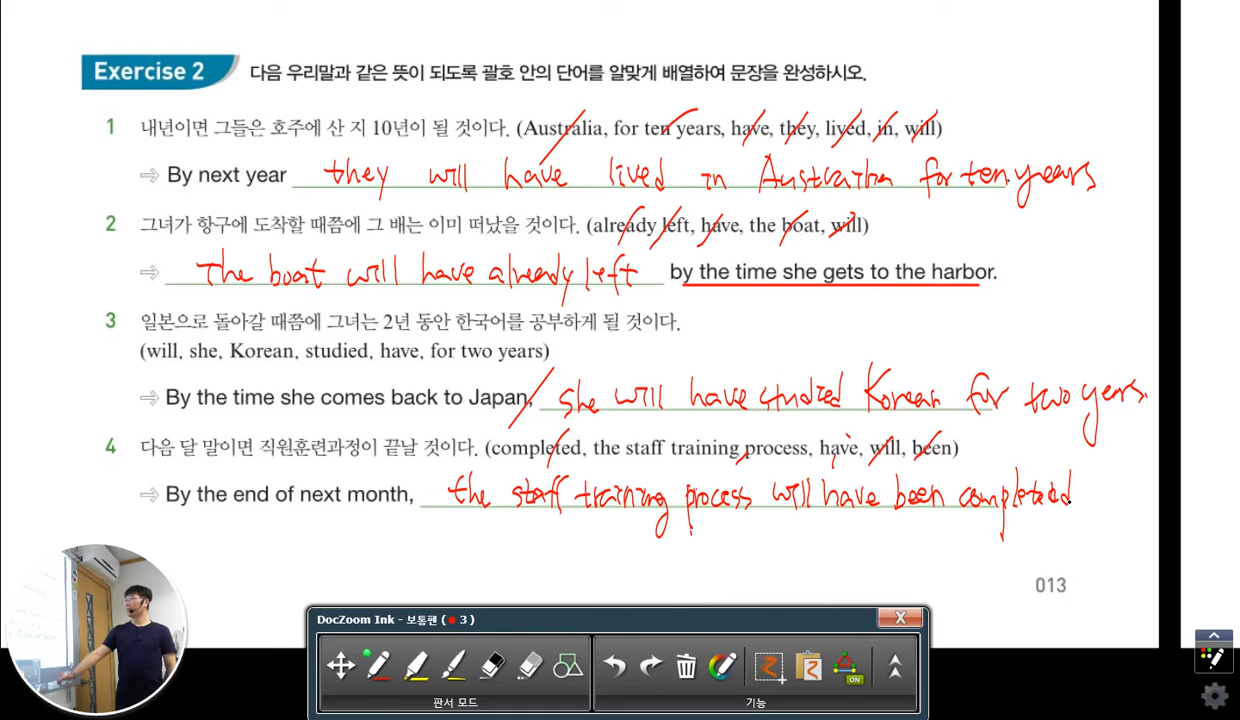 Exercise 2 다음 우리말과 같은 뜻이 되도록 괄호 안의 단어를 알맞게 배열하여 문장을 완성하시오.
1 내년이면 그들은 호주에 산 지 10년이 될 것이다. (Australia, for ten years, have, they, lived, in, will)
⇨ By next year they will have lived in Australia for ten years
2 그녀가 항구에 도착할 때쯤에 그 배는 이미 떠났을 것이다. (already left, have, the boat, will)
⇨ The boat will have already left by the time she gets to the harbor.
3 일본으로 돌아갈 때쯤에 그녀는 2년 동안 한국어를 공부하게 될 것이다.
(will, she, Korean, studied, have, for two years)
⇨ By the time she comes back to Japan, she will have studied Korean for two years.
4 다음 달 말이면 직원훈련과정이 끝날 것이다. (completed, the staff training process, have, will, been)
⇨ By the end of next month, the staff training process will have been completed
013
DocZoom Ink - 보통펜 ( 3 )
ON
판서 모드 기능